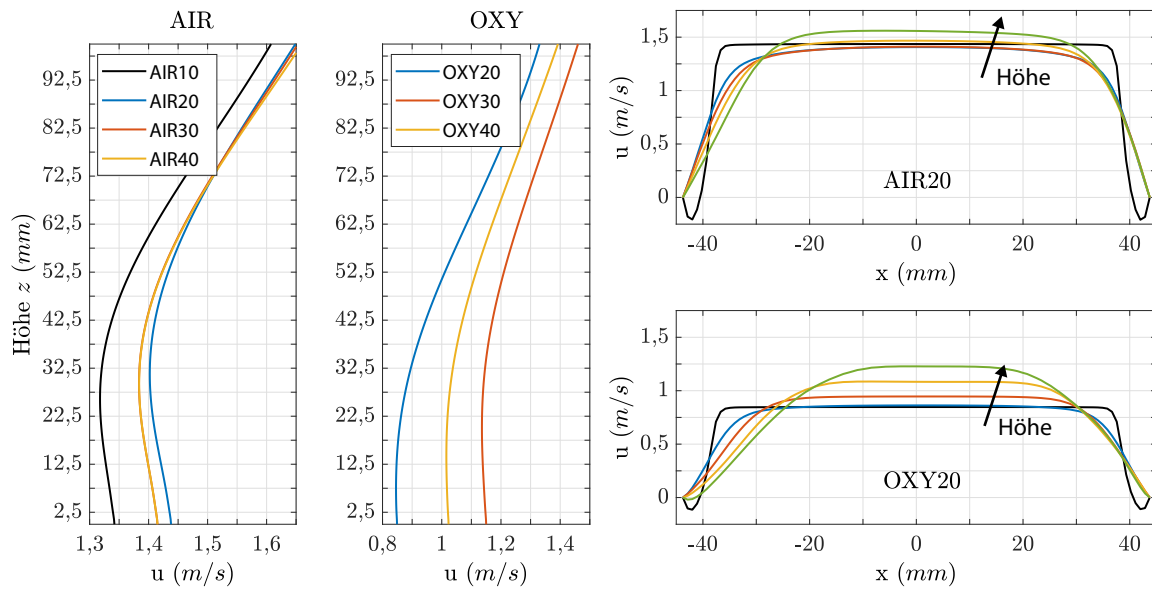 AIR
Höhe z (mm)
92,5
82,5
72,5
62,5
52,5
42,5
32,5
22,5
12,5
2,5
AIR10
AIR20
AIR30
AIR40
1,3 1,4 1,5 1,6
u (m/s)
OXY
OXY20
OXY30
OXY40
0,8 1 1,2 1,4
u (m/s)
u (m/s)
1,5
1
0,5
0
Höhe
AIR20
-40 -20 0 20 40
x (mm)
u (m/s)
1,5
1
0,5
0
Höhe
OXY20
-40 -20 0 20 40
x (mm)